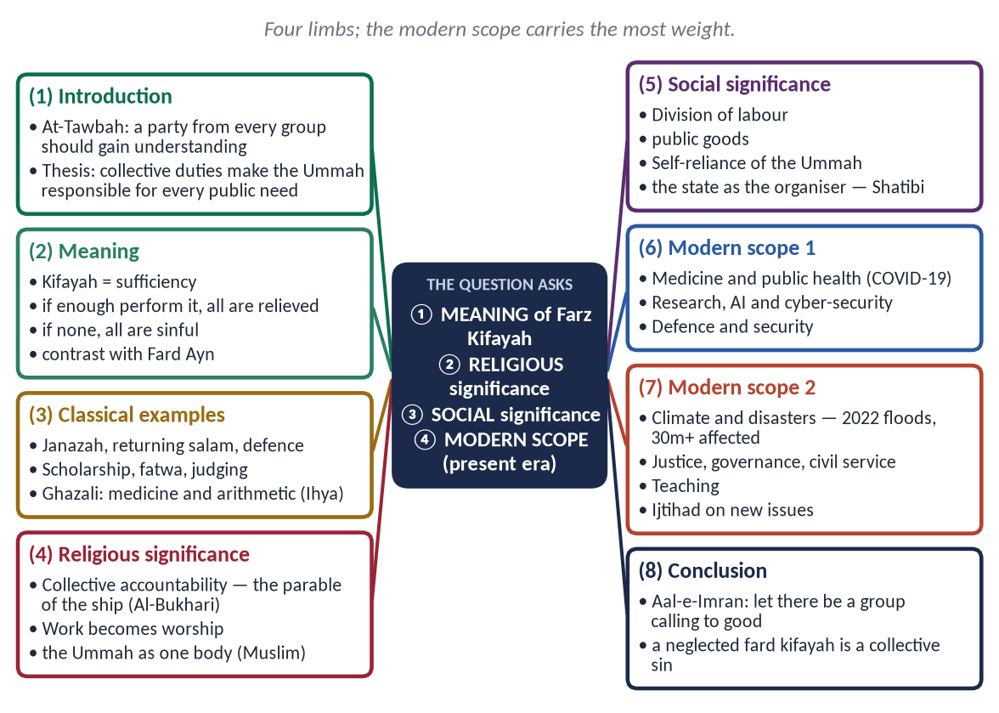 Four limbs; the modern scope carries the most weight.
(1) Introduction
• At-Tawbah: a party from every group
should gain understanding
• Thesis: collective duties make the Ummah
responsible for every public need
(2) Meaning
• Kifayah = sufficiency
• if enough perform it, all are relieved
• if none, all are sinful
• contrast with Fard Ayn
(3) Classical examples
• Janazah, returning salam, defence
• Scholarship, fatwa, judging
• Ghazali: medicine and arithmetic (Ihya)
(4) Religious significance
• Collective accountability — the parable
of the ship (Al-Bukhari)
• Work becomes worship
• the Ummah as one body (Muslim)
THE QUESTION ASKS
① MEANING of Farz
Kifayah
② RELIGIOUS
significance
③ SOCIAL significance
④ MODERN SCOPE
(present era)
(5) Social significance
• Division of labour
• public goods
• Self-reliance of the Ummah
• the state as the organiser — Shatibi
(6) Modern scope 1
• Medicine and public health (COVID-19)
• Research, AI and cyber-security
• Defence and security
(7) Modern scope 2
• Climate and disasters — 2022 floods,
30m+ affected
• Justice, governance, civil service
• Teaching
• Ijtihad on new issues
(8) Conclusion
• Aal-e-Imran: let there be a group
calling to good
• a neglected fard kifayah is a collective
sin